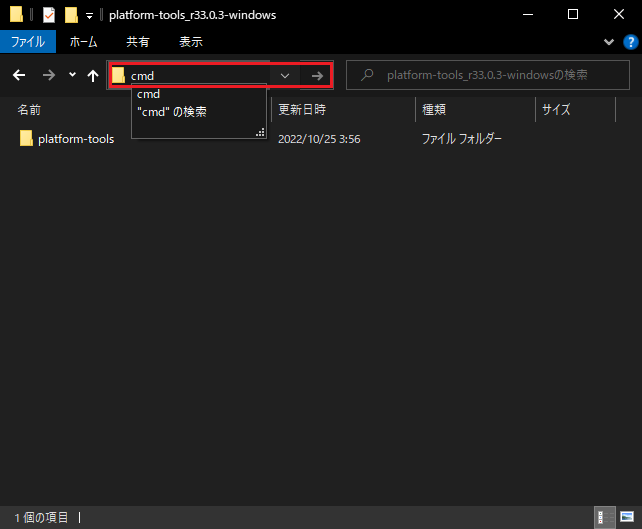 platform-tools_r33.0.3-windows
ファイル ホーム 共有 表示
cmd platform-tools_r33.0.3-windowsの検索
cmd
"cmd" の検索
名前 更新日時 種類 サイズ
platform-tools 2022/10/25 3:56 ファイル フォルダー
1 個の項目